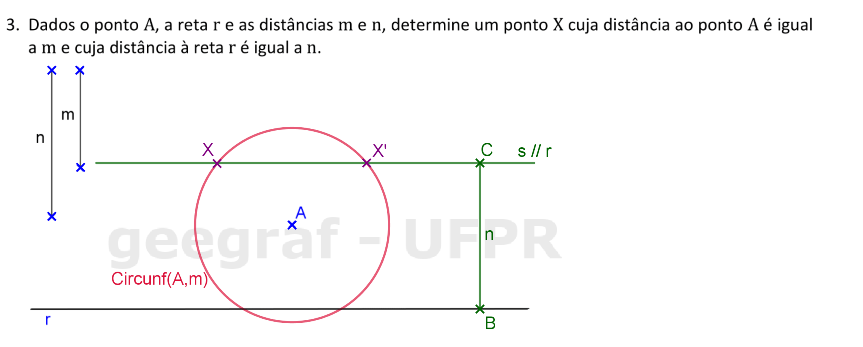 3. Dados o ponto A, a reta r e as distâncias m e n, determine um ponto X cuja distância ao ponto A é igual
a m e cuja distância à reta r é igual a n.
m
n
X
X'
C
s // r
A
geegraf - UFPR
n
Circunf(A,m)
r
B